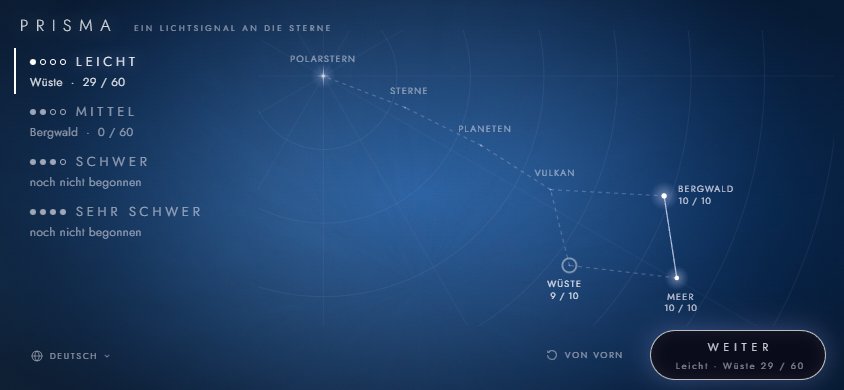 PRISMA EIN LICHTSIGNAL AN DIE STERNE
LEICHT
Wüste · 29 / 60
MITTEL
Bergwald · 0 / 60
SCHWER
noch nicht begonnen
SEHR SCHWER
noch nicht begonnen
POLARSTERN
STERNE
PLANETEN
VULKAN
BERGWALD
10 / 10
WÜSTE
9 / 10
MEER
10 / 10
DEUTSCH
VON VORN
WEITER
Leicht · Wüste 29 / 60